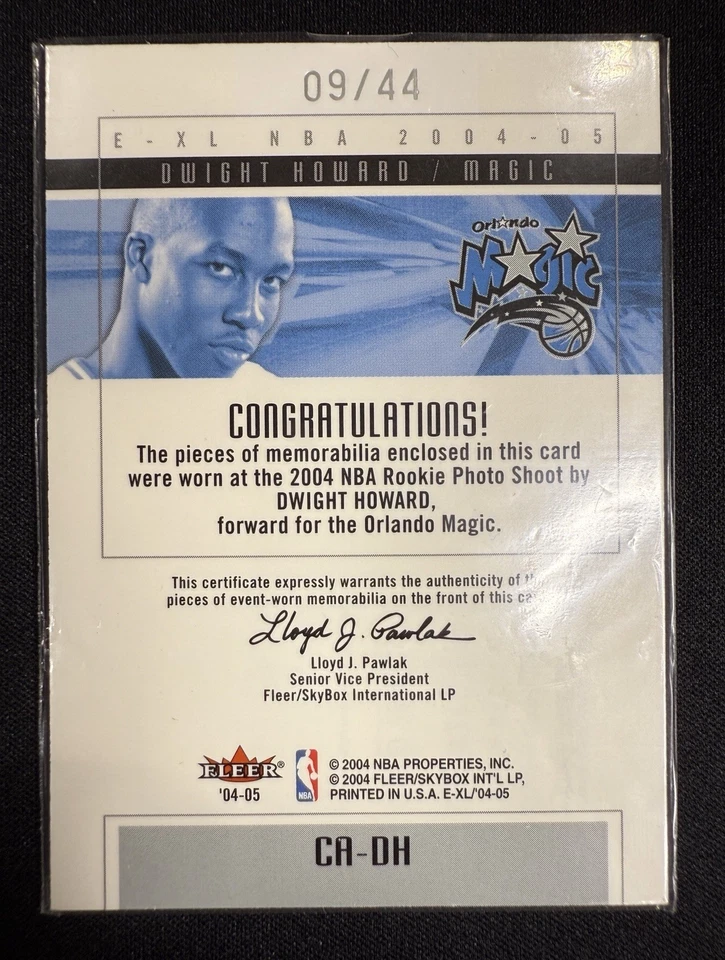 09/44
E-XL NBA 2004-05
DWIGHT HOWARD / MAGIC
Orlando
Magic
CONGRATULATIONS!
The pieces of memorabilia enclosed in this card
were worn at the 2004 NBA Rookie Photo Shoot by
DWIGHT HOWARD,
forward for the Orlando Magic.
This certificate expressly warrants the authenticity of
pieces of event-worn memorabilia on the front of this
Lloyd J. Pawlak
Lloyd J. Pawlak
Senior Vice President
Fleer/SkyBox International LP
FLEER®
'04-05
NBA
© 2004 NBA PROPERTIES, INC.
© 2004 FLEER/SKYBOX INT'L LP,
PRINTED IN U.S.A. E-XL/'04-05
CA-DH